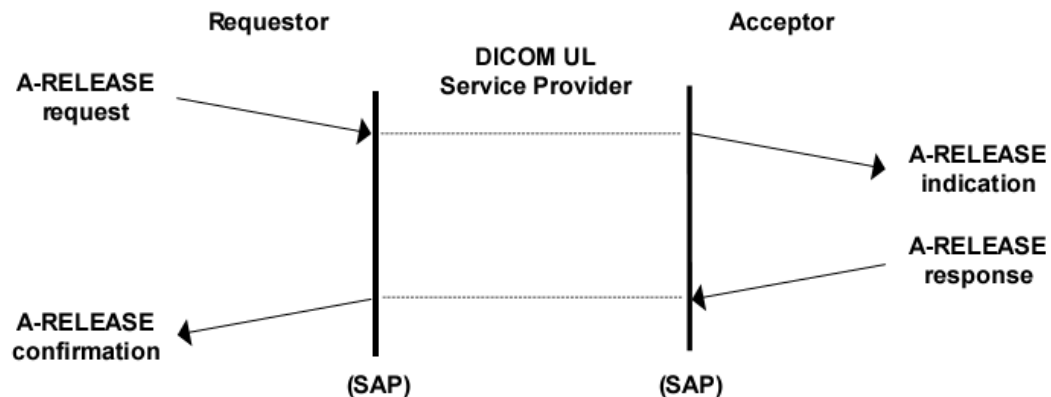 Requestor
Acceptor
DICOM UL
Service Provider
A-RELEASE
request
A-RELEASE
indication
A-RELEASE
response
A-RELEASE
confirmation
(SAP)
(SAP)